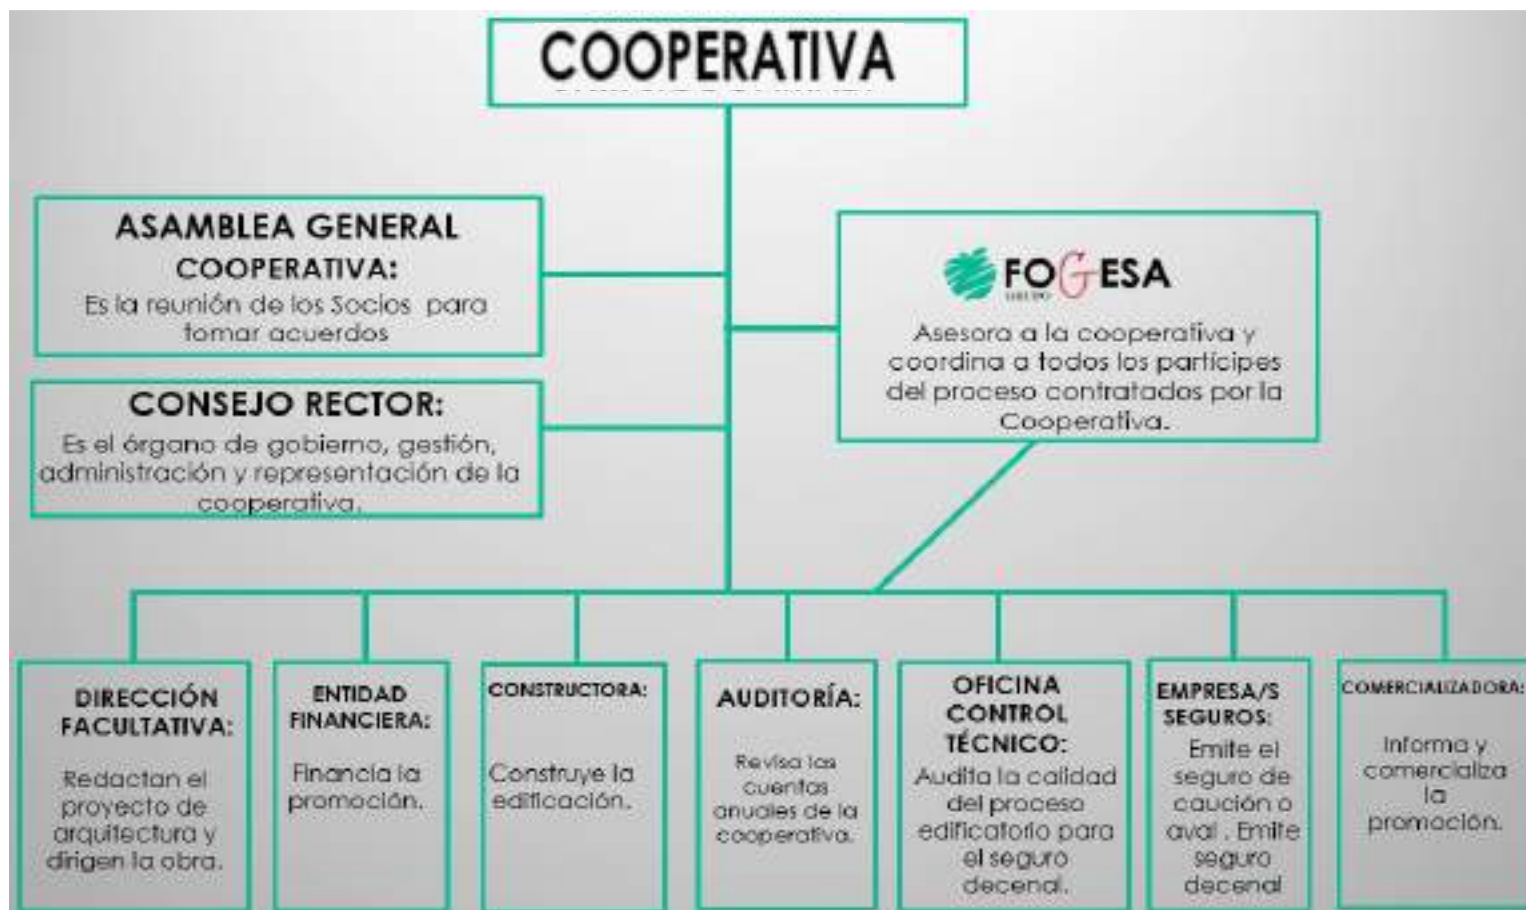 COOPERATIVA
ASAMBLEA GENERAL
COOPERATIVA:
Es la reunión de los Socios para
tomar acuerdos
FOGESA
GRUPO
Asesora a la cooperativa y
coordina a todos los partícipes
del proceso contratados por la
Cooperativa.
CONSEJO RECTOR:
Es el órgano de gobierno, gestión,
administración y representación de la
cooperativa.
DIRECCIÓN
FACULTATIVA:
Redactan el
proyecto de
arquitectura y
dirigen la obra.
ENTIDAD
FINANCIERA:
Financia la
promoción.
CONSTRUCTORA:
Construye la
edificación.
AUDITORÍA:
Revisa las
cuentas
anuales de la
cooperativa.
OFICINA
CONTROL
TÉCNICO:
Audita la calidad
del proceso
edificatorio para
el seguro
decenal.
EMPRESA/S
SEGUROS:
Emite el
seguro de
caución o
aval . Emite
seguro
decenal
COMERCIALIZADORA:
Informa y
comercializa
la
promoción.